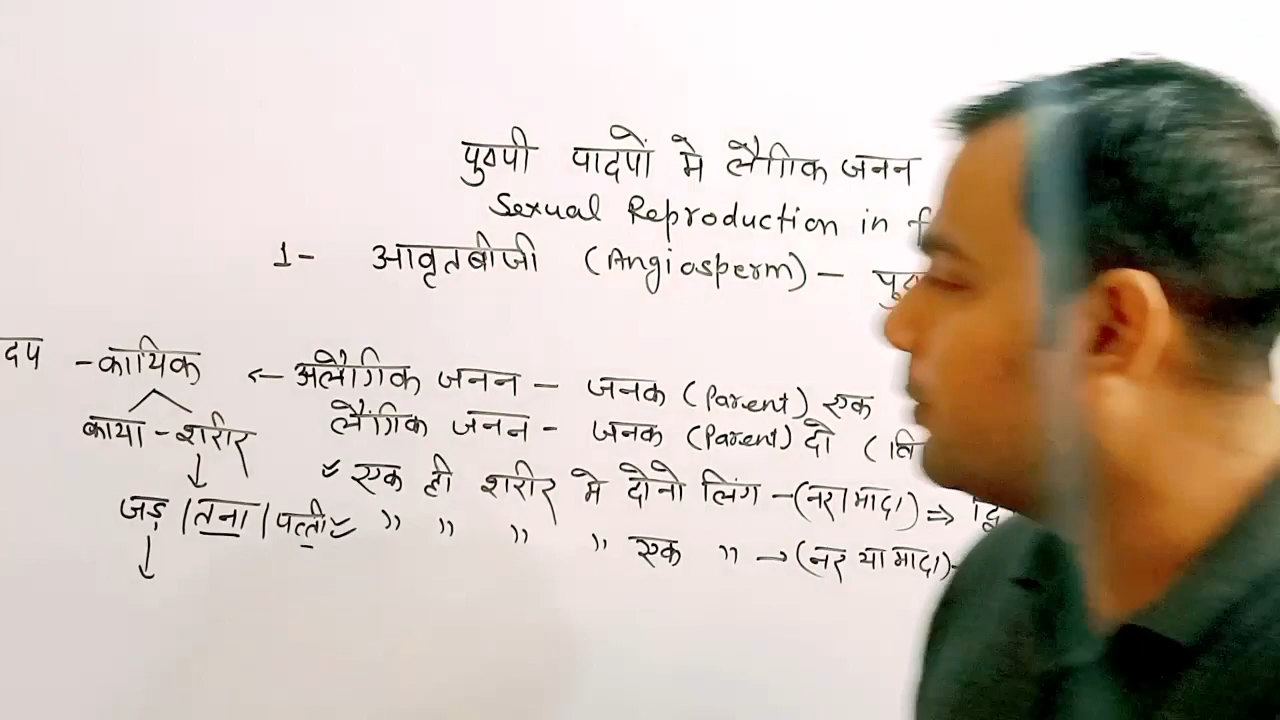 पुष्पी पादपों मे लैंगिक जनन
Sexual Reproduction in f
1- आवृतबीजी (Angiosperm) –
दप - कायिक ← अलैंगिक जनन – जनक (Parent) एक
काया - शरीर लैंगिक जनन - जनक (Parent) दो (
↓ एक ही शरीर मे दोनो लिंग - (नर/मादा) ⇒ द्वि
जड़ | तना | पत्ती " " " " एक " → (नर या मादा) -
↓